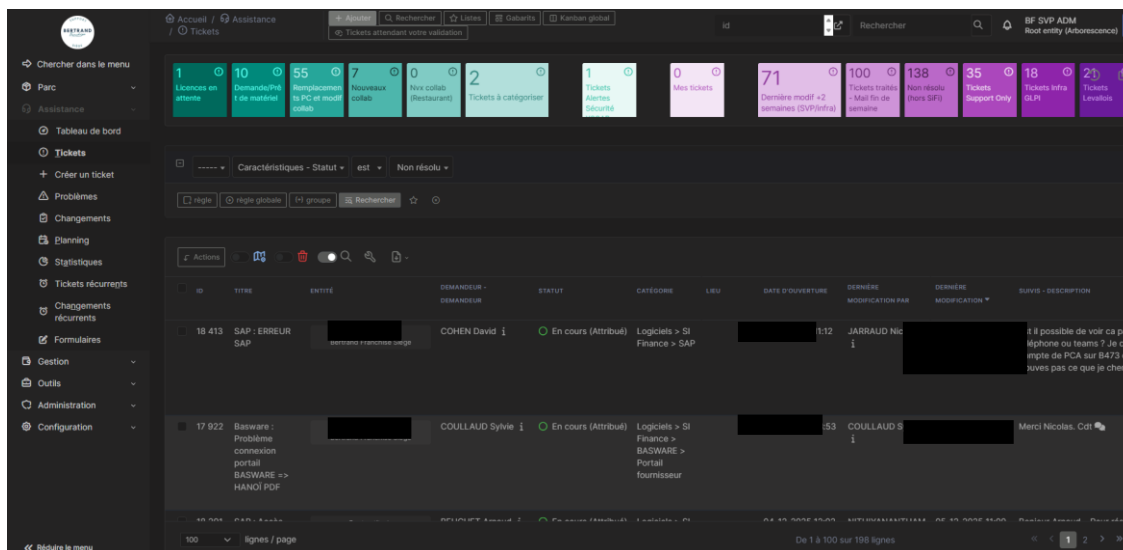 BERTRAND
Accueil / Assistance
/ Tickets
+ Ajouter
Rechercher
Listes
Gabarits
Kanban global
Tickets attendant votre validation
id
Rechercher
BF SVP ADM
Root entity (Arborescence)
Chercher dans le menu
Parc
Assistance
Tableau de bord
Tickets
+ Créer un ticket
Problèmes
Changements
Planning
Statistiques
Tickets récurrents
Changements
récurrents
Formulaires
Gestion
Outils
Administration
Configuration
Réduire le menu
1
Licences en
attente
10
Demande/Prê
t de matériel
55
Remplacemen
ts PC et modif
collab
7
Nouveaux
collab
0
Nvx collab
(Restaurant)
2
Tickets à catégoriser
1
Tickets
Alertes
Sécurité
0
Mes tickets
71
Dernière modif +2
semaines (SVP/infra)
100
Tickets traités
- Mail fin de
semaine
138
Non résolu
(hors SiFi)
35
Tickets
Support Only
18
Tickets Infra
GLPI
Tickets
Levallois
-----
Caractéristiques - Statut
est
Non résolu
règle
règle globale
(+) groupe
Rechercher
Actions
ID
TITRE
ENTITÉ
DEMANDEUR -
DEMANDEUR
STATUT
CATÉGORIE
LIEU
DATE D'OUVERTURE
DERNIÈRE
MODIFICATION PAR
DERNIÈRE
MODIFICATION
SUIVIS - DESCRIPTION
18 413
SAP : ERREUR
SAP
Bertrand Franchise Siège
COHEN David
En cours (Attribué)
Logiciels > SI
Finance > SAP
11:12
JARRAUD Nic
17 922
Basware :
Problème
connexion
portail
BASWARE =>
HANOÏ PDF
COULLAUD Sylvie
En cours (Attribué)
Logiciels > SI
Finance >
BASWARE >
Portail
fournisseur
:53
COULLAUD S
Merci Nicolas. Cdt
100
lignes / page
De 1 à 100 sur 198 lignes
1
2